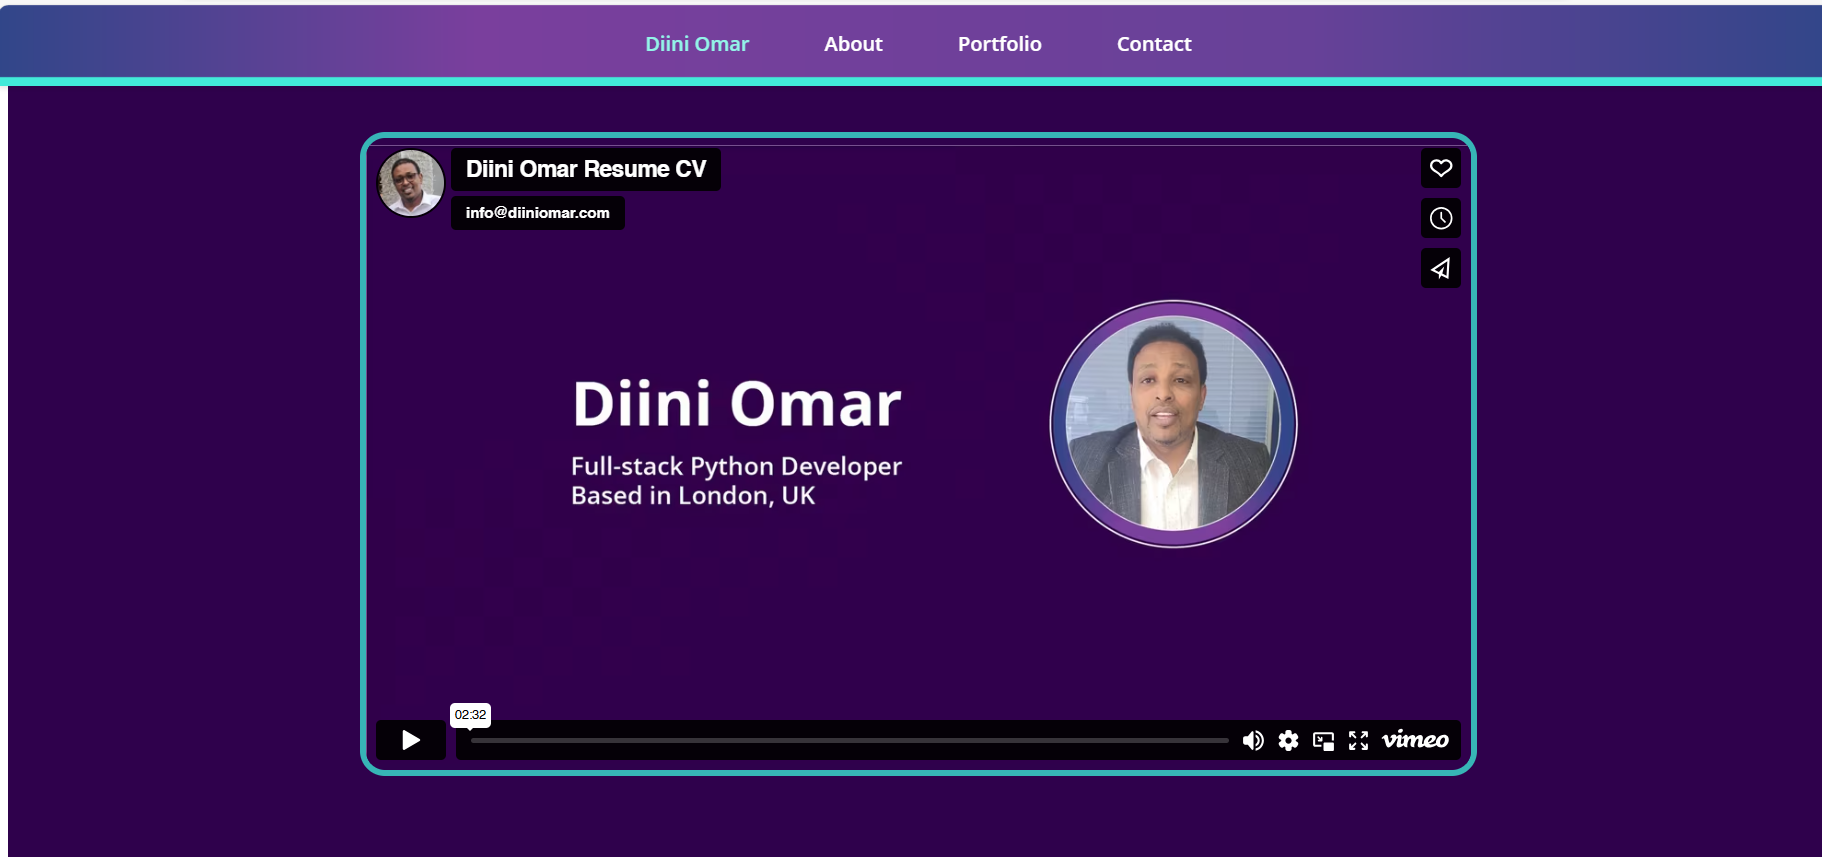 Diini Omar About Portfolio Contact
Diini Omar Resume CV
info@diiniomar.com
Diini Omar
Full-stack Python Developer
Based in London, UK
02:32
vimeo